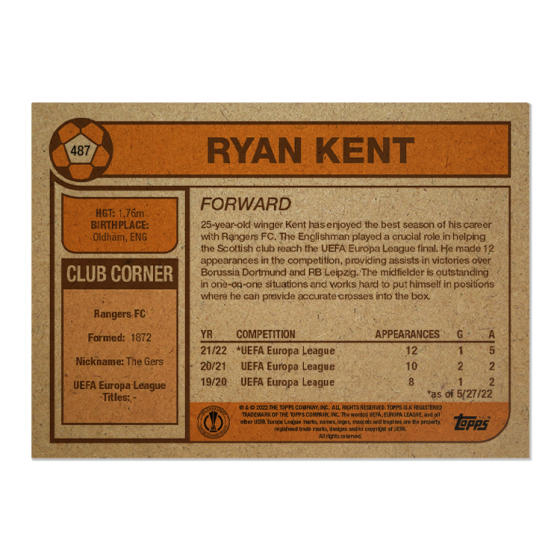 487
RYAN KENT
HGT: 1,76m
BIRTHPLACE:
Oldham, ENG
CLUB CORNER
Rangers FC
Formed: 1872
Nickname: The Gers
UEFA Europa League
Titles: -
FORWARD
25-year-old winger Kent has enjoyed the best season of his career
with Rangers FC. The Englishman played a crucial role in helping
the Scottish club reach the UEFA Europa League final. He made 12
appearances in the competition, providing assists in victories over
Borussia Dortmund and RB Leipzig. The midfielder is outstanding
in one-on-one situations and works hard to put himself in positions
where he can provide accurate crosses into the box.
YR COMPETITION APPEARANCES G A
21/22 *UEFA Europa League 12 1 5
20/21 UEFA Europa League 10 2 2
19/20 UEFA Europa League 8 1 2
*as of 5/27/22
® & © 2022 THE TOPPS COMPANY, INC. ALL RIGHTS RESERVED. TOPPS IS A REGISTERED
TRADEMARK OF THE TOPPS COMPANY, INC. The words UEFA, EUROPA LEAGUE, and all
other UEFA Europa League marks, names, logos, mascots and trophies are the property,
registered trade marks, designs and/or copyright of UEFA.
All rights reserved.
Topps